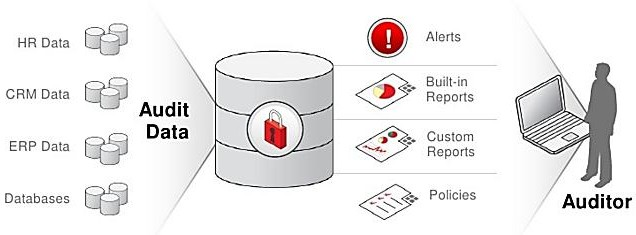 HR Data
CRM Data
ERP Data
Databases
Audit
Data
!
Alerts
Built-in
Reports
Custom
Reports
Policies
Auditor